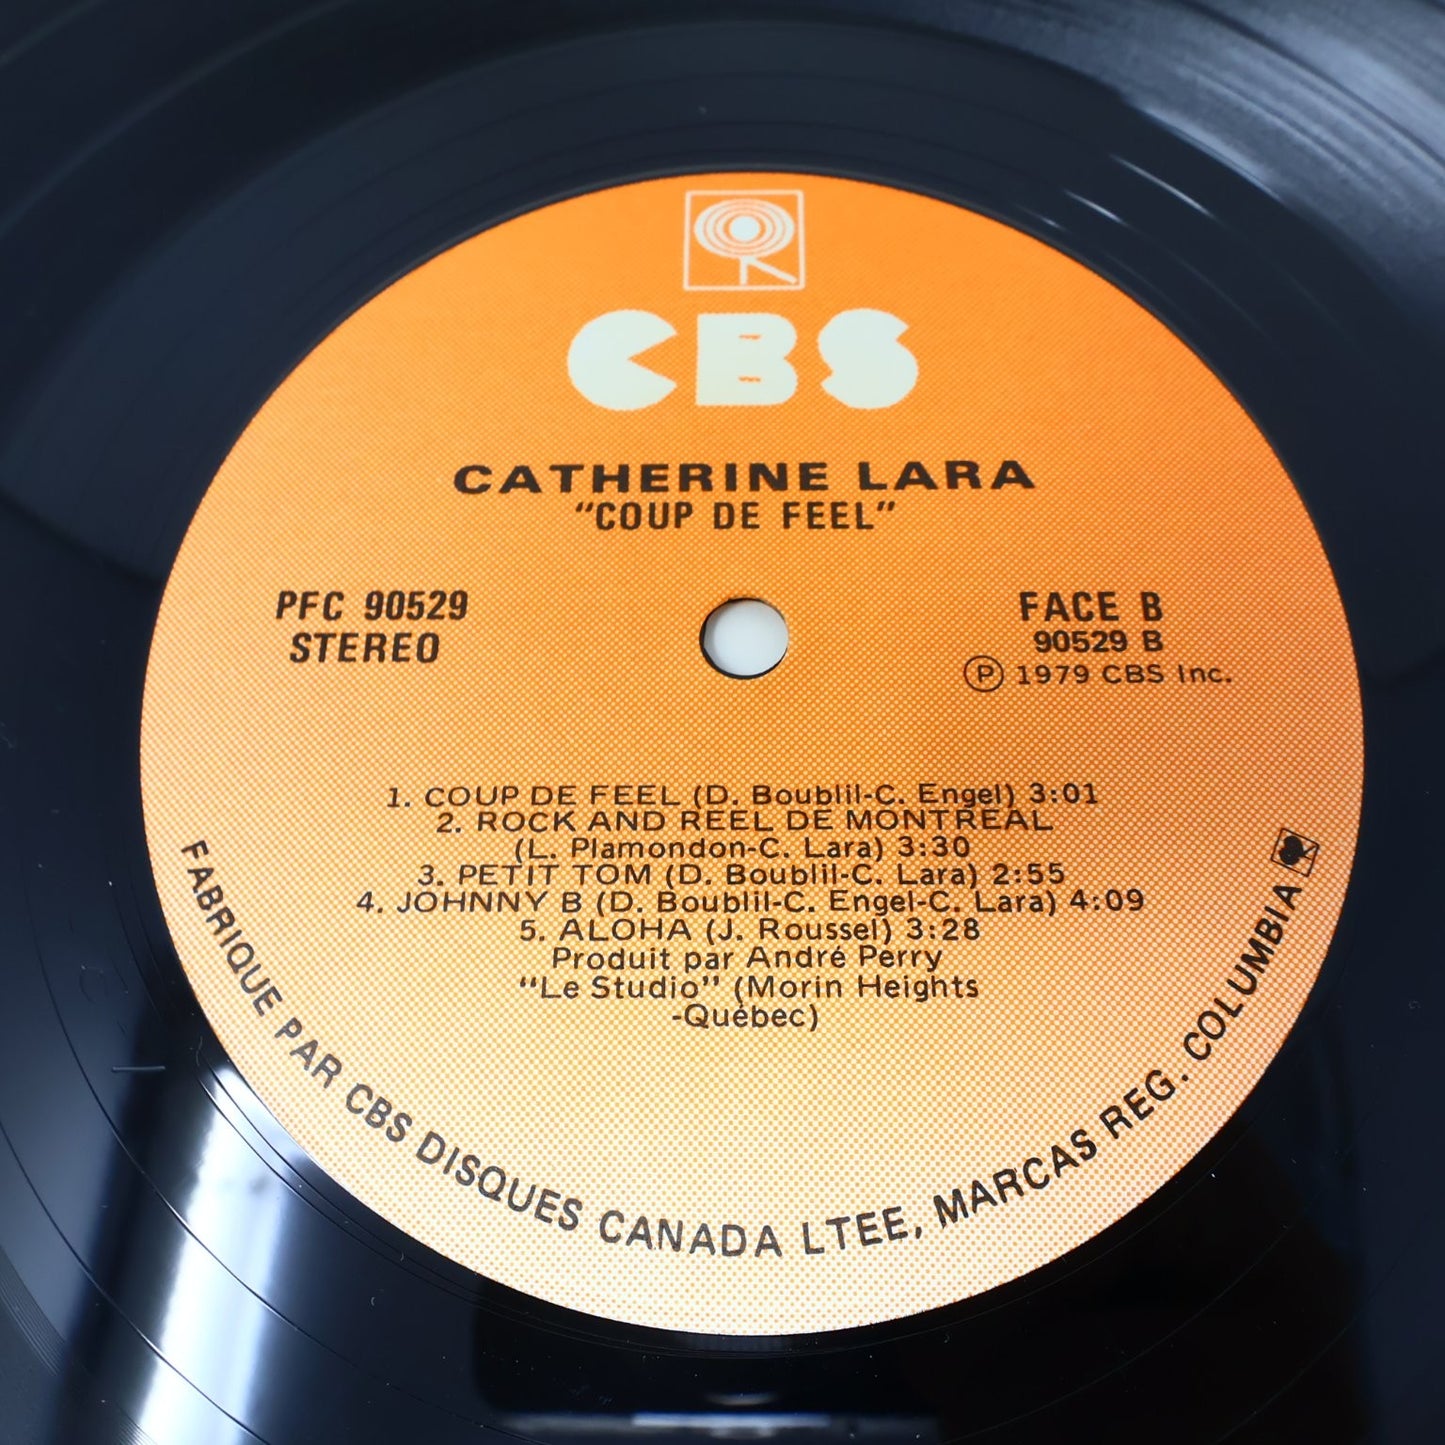 CBS
CATHERINE LARA
"COUP DE FEEL"
PFC 90529
STEREO
FACE B
90529 B
Ⓟ 1979 CBS Inc.
1. COUP DE FEEL (D. Boublil-C. Engel) 3:01
2. ROCK AND REEL DE MONTREAL
(L. Plamondon-C. Lara) 3:30
3. PETIT TOM (D. Boublil-C. Lara) 2:55
4. JOHNNY B (D. Boublil-C. Engel-C. Lara) 4:09
5. ALOHA (J. Roussel) 3:28
Produit par André Perry
"Le Studio" (Morin Heights
-Québec)
FABRIQUE PAR CBS DISQUES CANADA LTEE, MARCAS REG. COLUMBIA